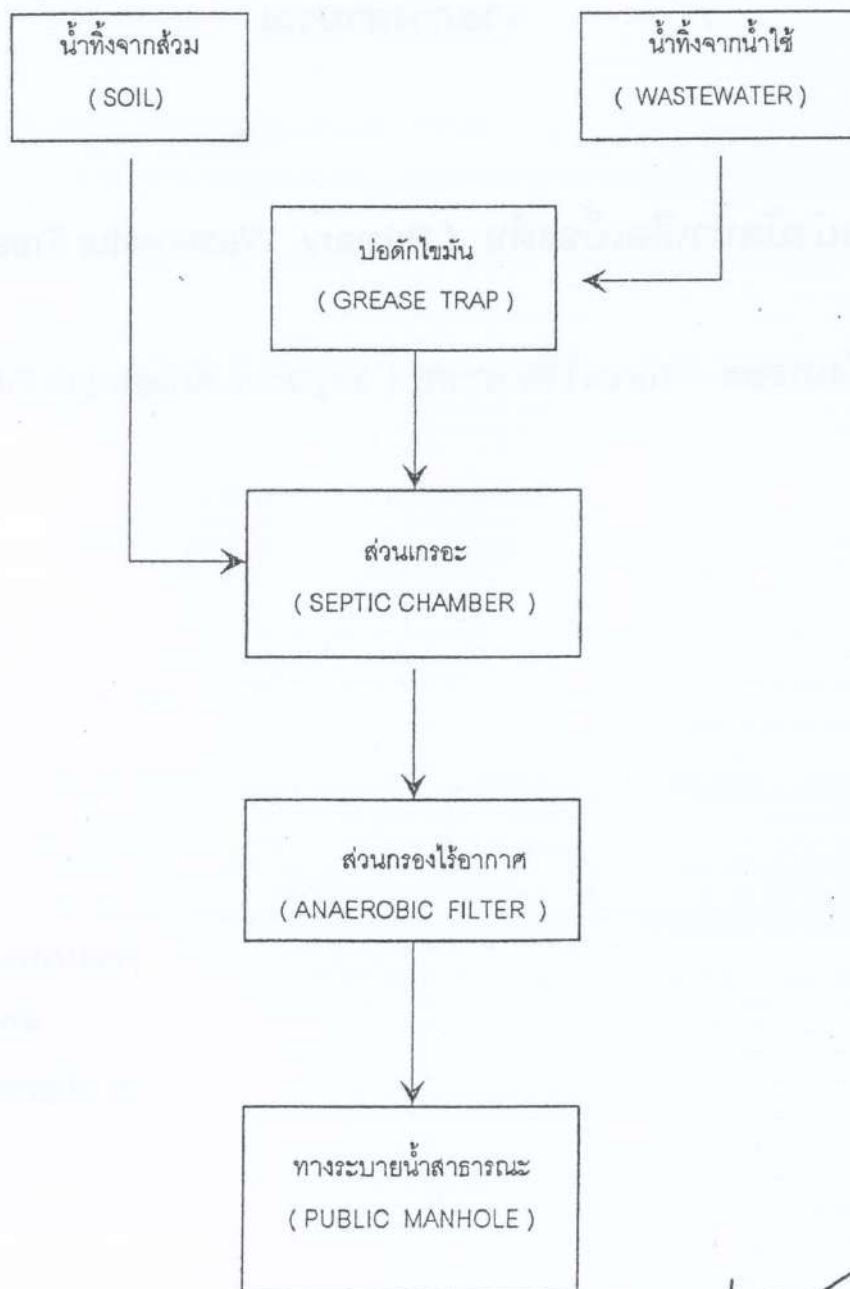 น้ำทิ้งจากส้วม
( SOIL)
น้ำทิ้งจากน้ำใช้
( WASTEWATER )
บ่อดักไขมัน
( GREASE TRAP )
ส่วนเกรอะ
( SEPTIC CHAMBER )
ส่วนกรองไร้อากาศ
( ANAEROBIC FILTER )
ทางระบายน้ำสาธารณะ
( PUBLIC MANHOLE )